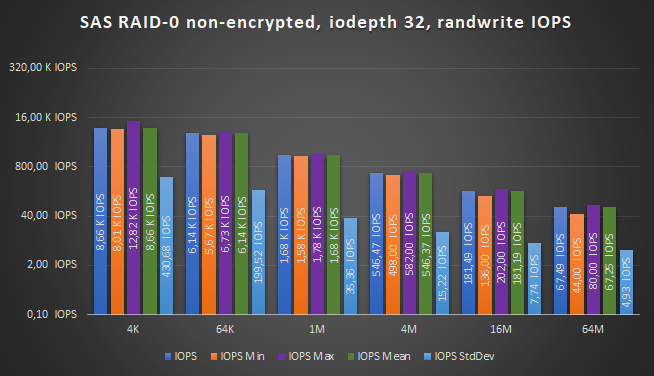 SAS RAID-0 non-encrypted, iodepth 32, randwrite IOPS
320,00 K IOPS
16,00 K IOPS
800,00 IOPS
40,00 IOPS
2,00 IOPS
0,10 IOPS
8,66 K IOPS
8,01 K IOPS
12,82 K IOPS
8,66 K IOPS
430,68 IOPS
6,14 K IOPS
5,67 K IOPS
6,73 K IOPS
6,14 K IOPS
199,52 IOPS
1,68 K IOPS
1,58 K IOPS
1,78 K IOPS
1,68 K IOPS
35,36 IOPS
546,47 IOPS
498,00 IOPS
582,00 IOPS
546,37 IOPS
15,22 IOPS
181,49 IOPS
136,00 IOPS
202,00 IOPS
181,19 IOPS
7,74 IOPS
67,49 IOPS
44,00 IOPS
80,00 IOPS
67,25 IOPS
4,93 IOPS
4K
64K
1M
4M
16M
64M
IOPS
IOPS Min
IOPS Max
IOPS Mean
IOPS StdDev